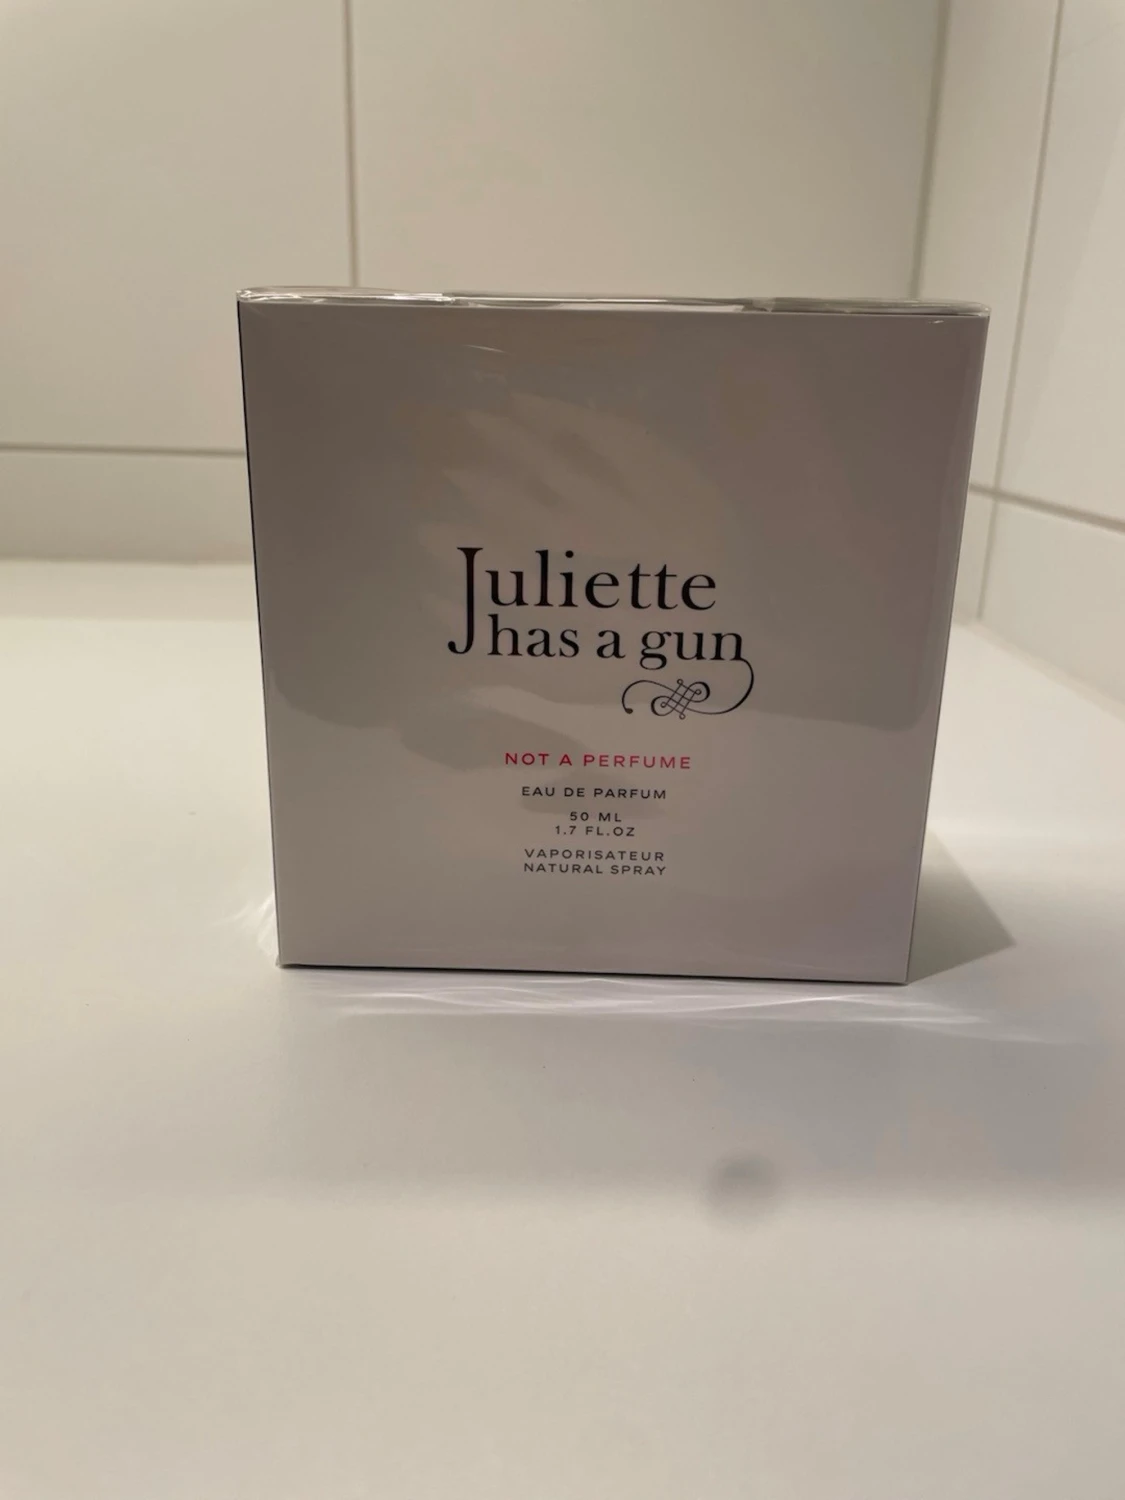 Juliette
has a gun
NOT A PERFUME
EAU DE PARFUM
50 ML
1.7 FL.OZ
VAPORISATEUR
NATURAL SPRAY